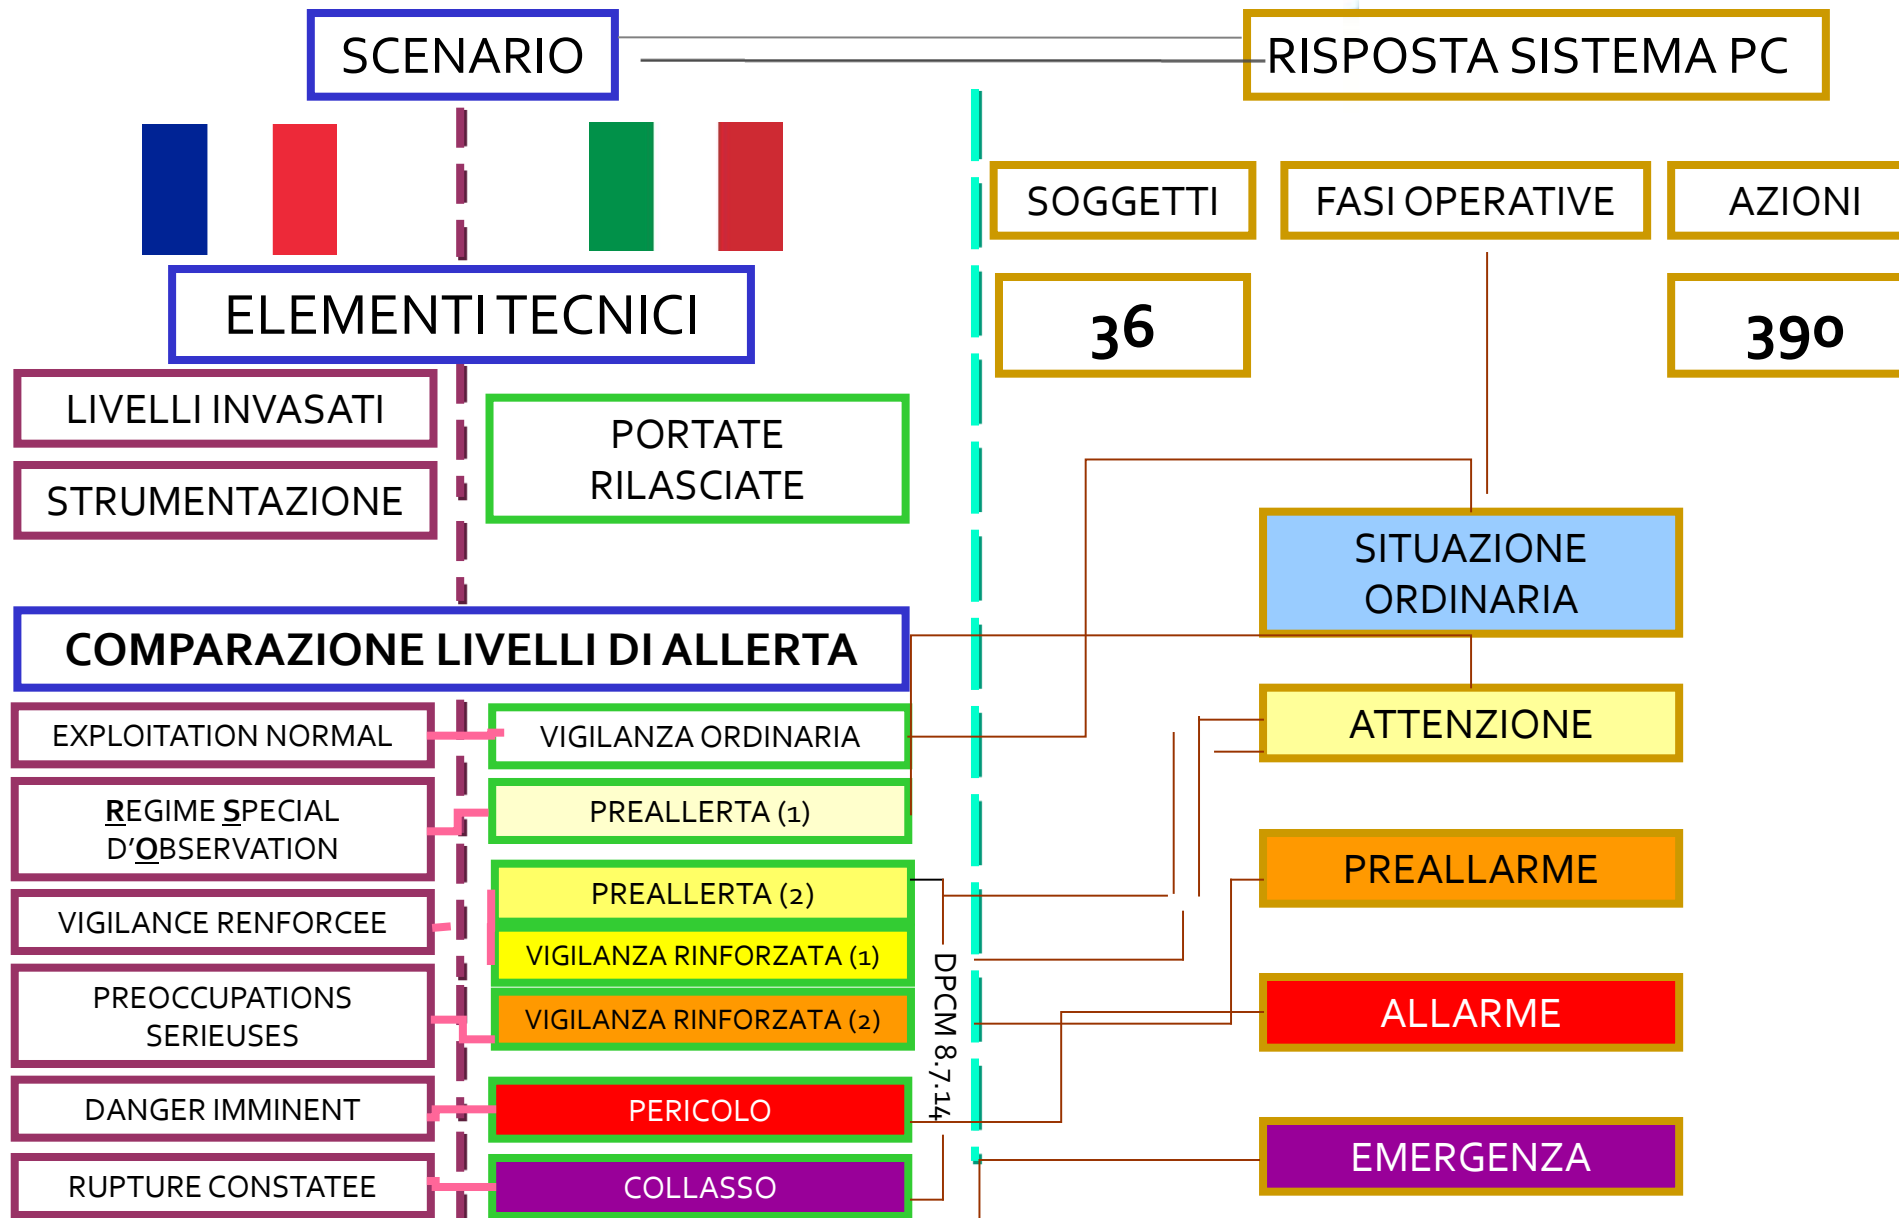 SCENARIO
RISPOSTA SISTEMA PC
SOGGETTI
FASI OPERATIVE
AZIONI
36
390
ELEMENTI TECNICI
LIVELLI INVASATI
STRUMENTAZIONE
PORTATE
RILASCIATE
COMPARAZIONE LIVELLI DI ALLERTA
EXPLOITATION NORMAL
REGIME SPECIAL
D'OBSERVATION
VIGILANCE RENFORCEE
PREOCCUPATIONS
SERIEUSES
DANGER IMMINENT
RUPTURE CONSTATEE
VIGILANZA ORDINARIA
PREALLERTA (1)
PREALLERTA (2)
VIGILANZA RINFORZATA (1)
VIGILANZA RINFORZATA (2)
PERICOLO
COLLASSO
DPCM 8.7.14
SITUAZIONE
ORDINARIA
ATTENZIONE
PREALLARME
ALLARME
EMERGENZA